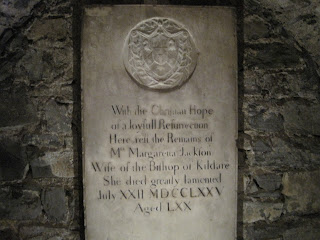 With the Christian Hope
of a Joyfull Resurrection
Here rest the Remains of
Mrs Margaretta Jackson
Wife of the Bishop of Kildare
She died greatly lamented
July XXII MDCCLXXV
Aged LXX